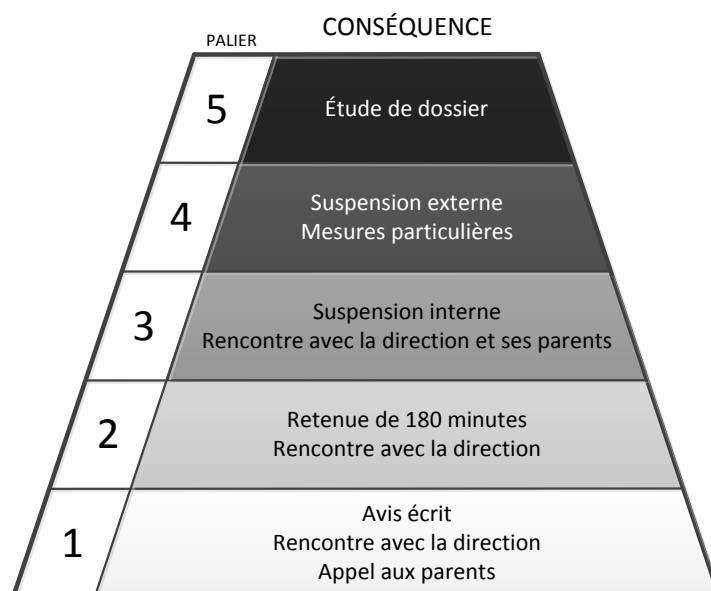 PALIER
CONSÉQUENCE
5
Étude de dossier
4
Suspension externe
Mesures particulières
3
Suspension interne
Rencontre avec la direction et ses parents
2
Retenue de 180 minutes
Rencontre avec la direction
1
Avis écrit
Rencontre avec la direction
Appel aux parents